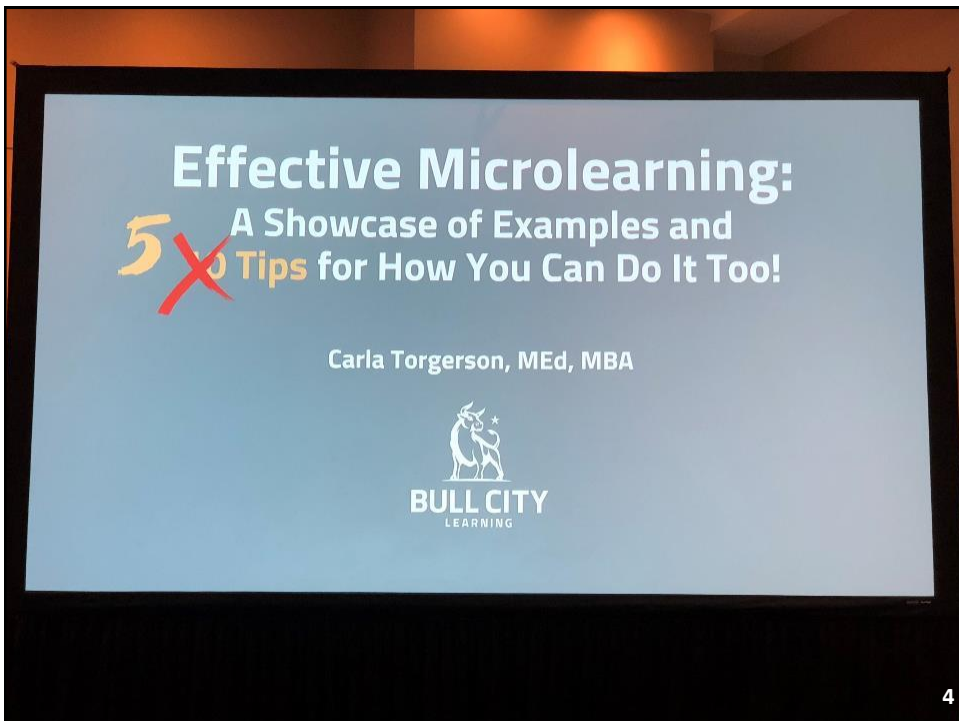 Effective Microlearning:
A Showcase of Examples and
5 10 Tips for How You Can Do It Too!
Carla Torgerson, MEd, MBA
BULL CITY
LEARNING
4